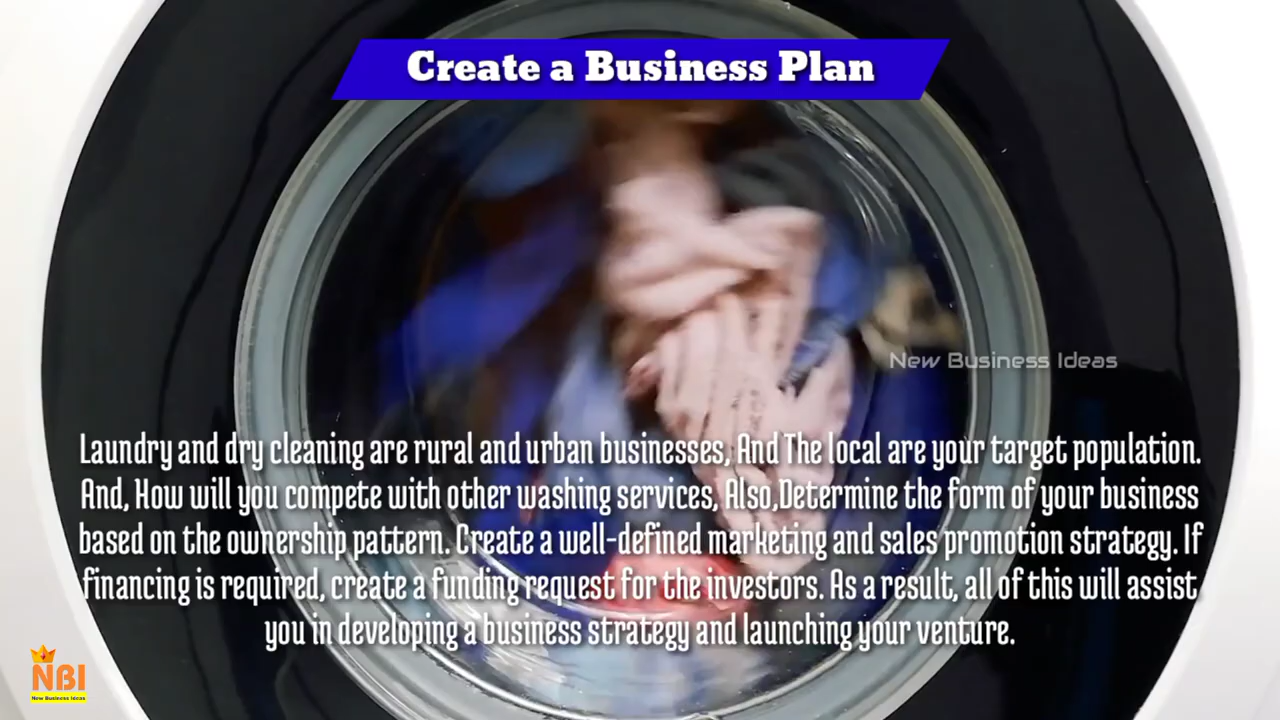 Create a Business Plan
New Business Ideas
Laundry and dry cleaning are rural and urban businesses, And The local are your target population.
And, How will you compete with other washing services, Also,Determine the form of your business
based on the ownership pattern. Create a well-defined marketing and sales promotion strategy. If
financing is required, create a funding request for the investors. As a result, all of this will assist
you in developing a business strategy and launching your venture.
NBI
New Business Ideas